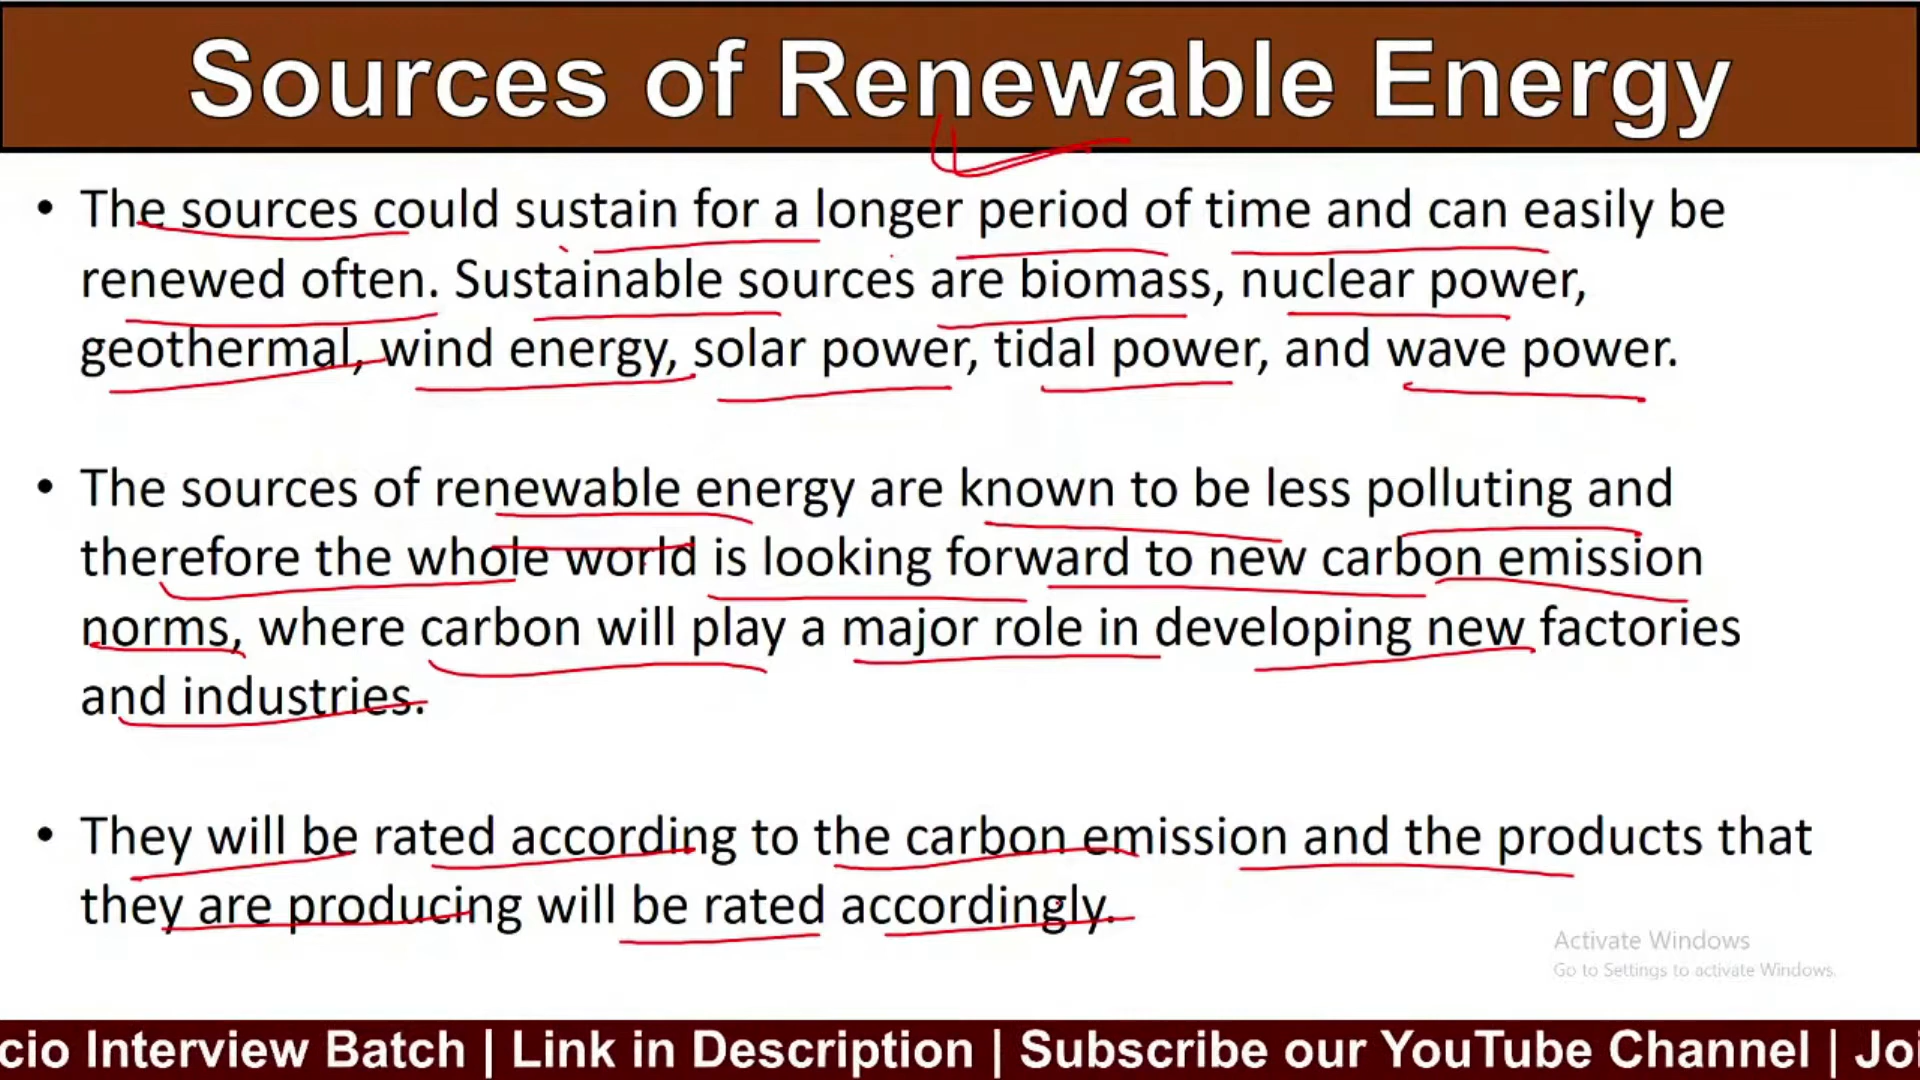 Sources of Renewable Energy
• The sources could sustain for a longer period of time and can easily be
renewed often. Sustainable sources are biomass, nuclear power,
geothermal, wind energy, solar power, tidal power, and wave power.
• The sources of renewable energy are known to be less polluting and
therefore the whole world is looking forward to new carbon emission
norms, where carbon will play a major role in developing new factories
and industries.
• They will be rated according to the carbon emission and the products that
they are producing will be rated accordingly.
Activate Windows
Go to Settings to activate Windows.
cio Interview Batch | Link in Description | Subscribe our YouTube Channel | Joi